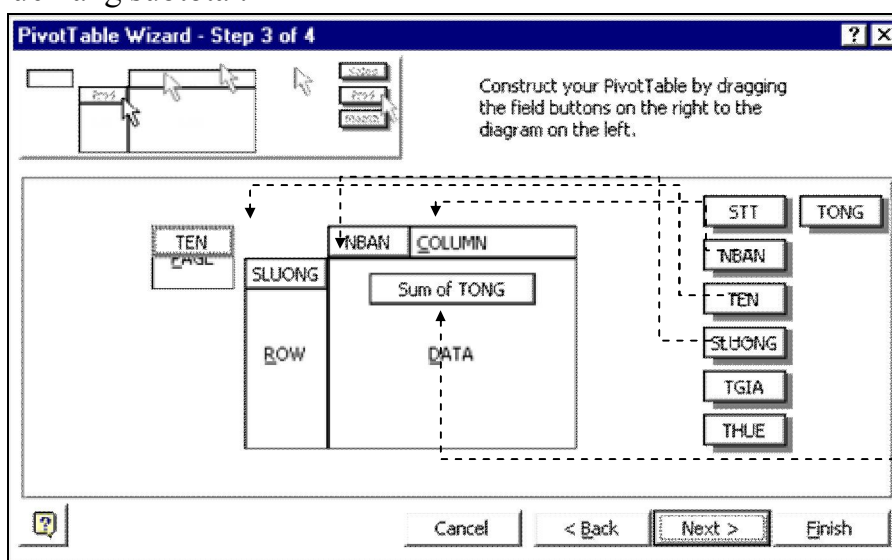 PivotTable Wizard - Step 3 of 4
Construct your PivotTable by dragging
the field buttons on the right to the
diagram on the left.
STT TONG
TEN NBAN COLUMN NBAN
PAGE SLUONG Sum of TONG TEN
ROW DATA SLUONG
TGIA
THUE
Cancel < Back Next > Finish